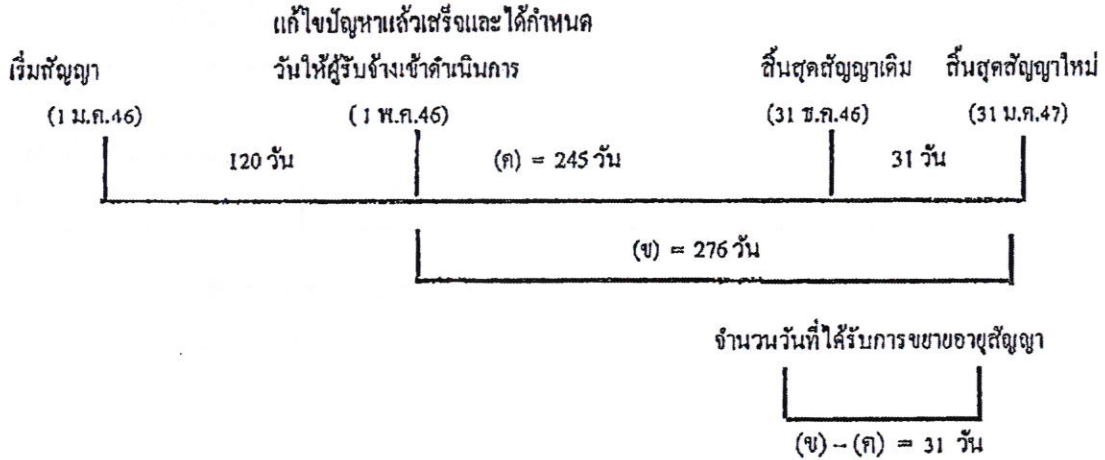 แก้ไขปัญหาแล้วเสร็จและได้กำหนด
เริ่มสัญญา วันให้ผู้รับจ้างเข้าดำเนินการ สิ้นสุดสัญญาเดิม สิ้นสุดสัญญาใหม่
(1 ม.ค.46) (1 พ.ค.46) (31 ธ.ค.46) (31 ม.ค.47)
120 วัน (ค) = 245 วัน 31 วัน
(ข) = 276 วัน
จำนวนวันที่ได้รับการขยายอายุสัญญา
(ข) – (ค) = 31 วัน